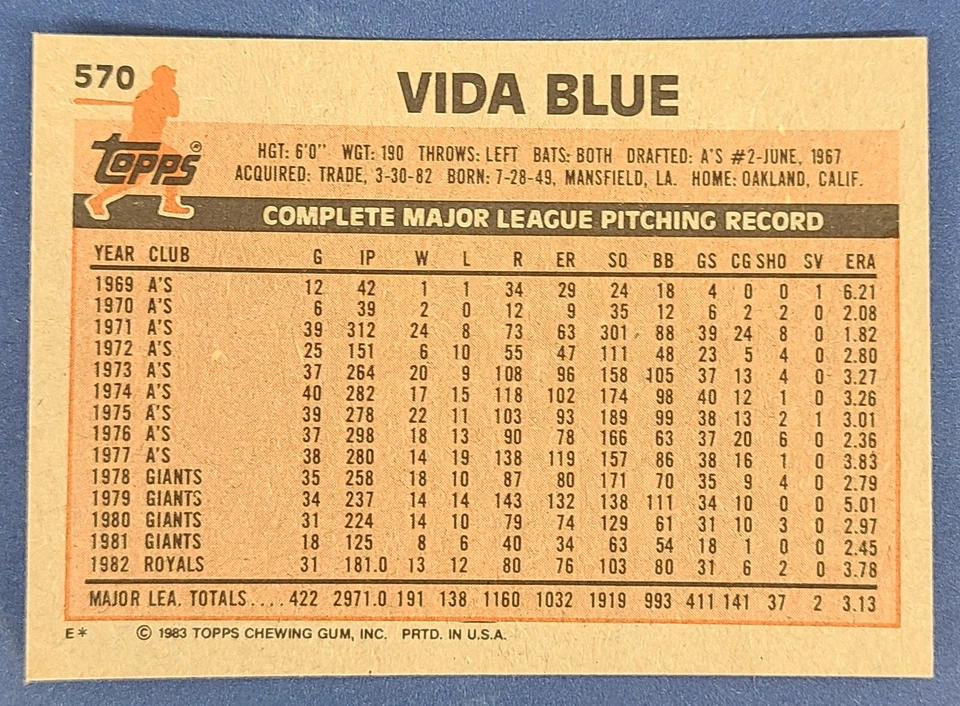 570
VIDA BLUE
TOPPS®
HGT: 6'0" WGT: 190 THROWS: LEFT BATS: BOTH DRAFTED: A'S #2-JUNE, 1967
ACQUIRED: TRADE, 3-30-82 BORN: 7-28-49, MANSFIELD, LA. HOME: OAKLAND, CALIF.
COMPLETE MAJOR LEAGUE PITCHING RECORD
YEAR CLUB G IP W L R ER SO BB GS CG SHO SV ERA
1969 A'S 12 42 1 1 34 29 24 18 4 0 0 1 6.21
1970 A'S 6 39 2 0 12 9 35 12 6 2 2 0 2.08
1971 A'S 39 312 24 8 73 63 301 88 39 24 8 0 1.82
1972 A'S 25 151 6 10 55 47 111 48 23 5 4 0 2.80
1973 A'S 37 264 20 9 108 96 158 105 37 13 4 0 3.27
1974 A'S 40 282 17 15 118 102 174 98 40 12 1 0 3.26
1975 A'S 39 278 22 11 103 93 189 99 38 13 2 1 3.01
1976 A'S 37 298 18 13 90 78 166 63 37 20 6 0 2.36
1977 A'S 38 280 14 19 138 119 157 86 38 16 1 0 3.83
1978 GIANTS 35 258 18 10 87 80 171 70 35 9 4 0 2.79
1979 GIANTS 34 237 14 14 143 132 138 111 34 10 0 0 5.01
1980 GIANTS 31 224 14 10 79 74 129 61 31 10 3 0 2.97
1981 GIANTS 18 125 8 6 40 34 63 54 18 1 0 0 2.45
1982 ROYALS 31 181.0 13 12 80 76 103 80 31 6 2 0 3.78
MAJOR LEA. TOTALS.... 422 2971.0 191 138 1160 1032 1919 993 411 141 37 2 3.13
E* © 1983 TOPPS CHEWING GUM, INC. PRTD. IN U.S.A.